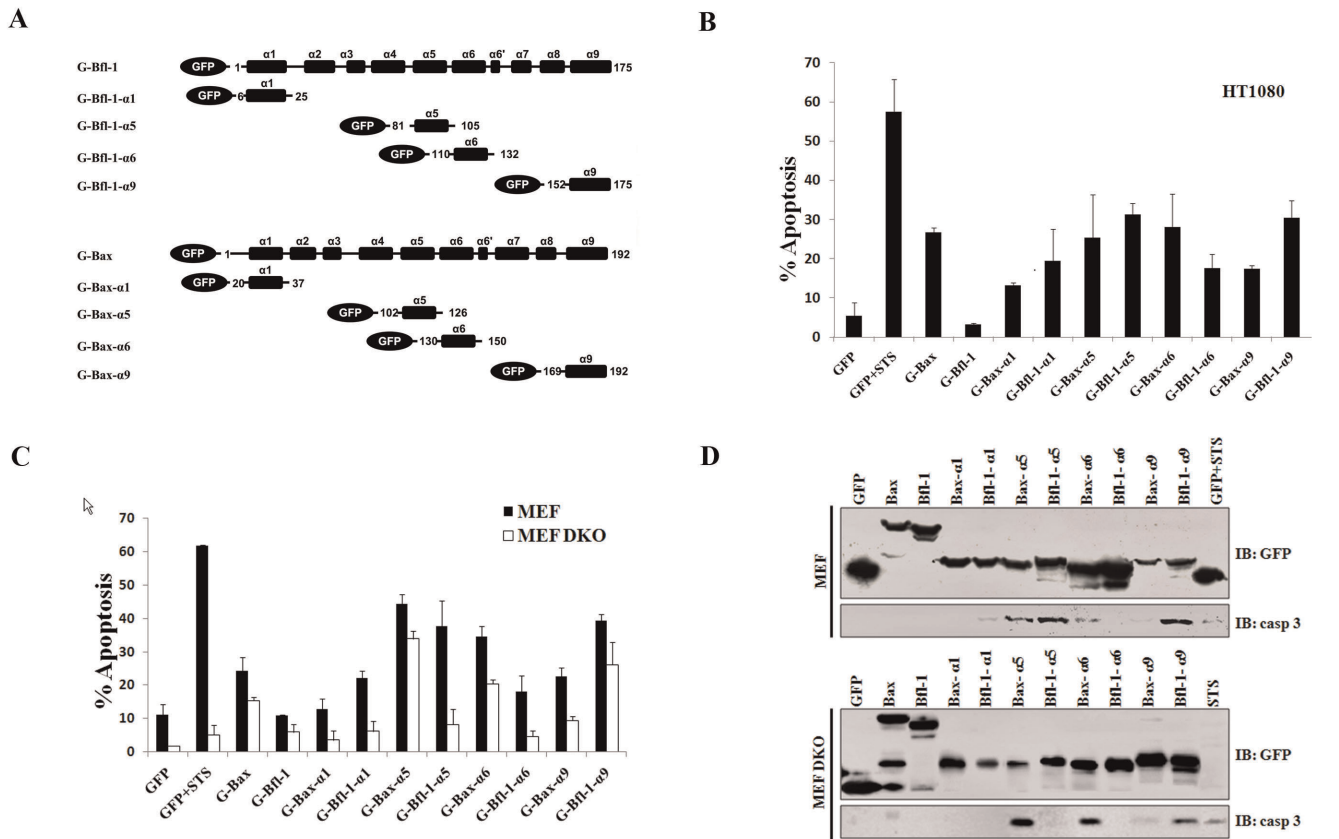 A
G-Bfl-1 GFP 1 α1 α2 α3 α4 α5 α6 α6' α7 α8 α9 175
G-Bfl-1-α1 GFP 6 α1 25
G-Bfl-1-α5 GFP 81 α5 105
G-Bfl-1-α6 GFP 110 α6 132
G-Bfl-1-α9 GFP 152 α9 175
G-Bax GFP 1 α1 α2 α3 α4 α5 α6 α6' α7 α8 α9 192
G-Bax-α1 GFP 20 α1 37
G-Bax-α5 GFP 102 α5 126
G-Bax-α6 GFP 130 α6 150
G-Bax-α9 GFP 169 α9 192
B
HT1080
% Apoptosis
70
60
50
40
30
20
10
0
GFP
GFP+STS
G-Bax
G-Bfl-1
G-Bax-α1
G-Bfl-1-α1
G-Bax-α5
G-Bfl-1-α5
G-Bax-α6
G-Bfl-1-α6
G-Bax-α9
G-Bfl-1-α9
C
MEF
MEF DKO
% Apoptosis
70
60
50
40
30
20
10
0
GFP
GFP+STS
G-Bax
G-Bfl-1
G-Bax-α1
G-Bfl-1-α1
G-Bax-α5
G-Bfl-1-α5
G-Bax-α6
G-Bfl-1-α6
G-Bax-α9
G-Bfl-1-α9
D
GFP
Bax
Bfl-1
Bax-α1
Bfl-1- α1
Bax- α5
Bfl-1- α5
Bax- α6
Bfl-1- α6
Bax- α9
Bfl-1- α9
GFP+STS
MEF
IB: GFP
IB: casp 3
GFP
Bax
Bfl-1
Bax- α1
Bfl-1- α1
Bax- α5
Bfl-1- α5
Bax- α6
Bfl-1- α6
Bax- α9
Bfl-1- α9
STS
MEF DKO
IB: GFP
IB: casp 3